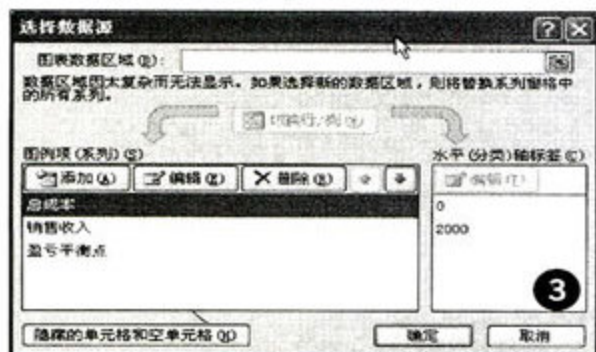 选择数据源
图表数据区域(D):
数据区域因太复杂而无法显示。如果选择新的数据区域,则将替换系列窗格中
的所有系列。
切换行/列(W)
图例项(系列)(S)
水平(分类)轴标签(C)
添加(A) 编辑(E) 删除(R)
编辑(T)
总成本
0
销售收入
2000
盈亏平衡点
3
隐藏的单元格和空单元格(H)
确定
取消